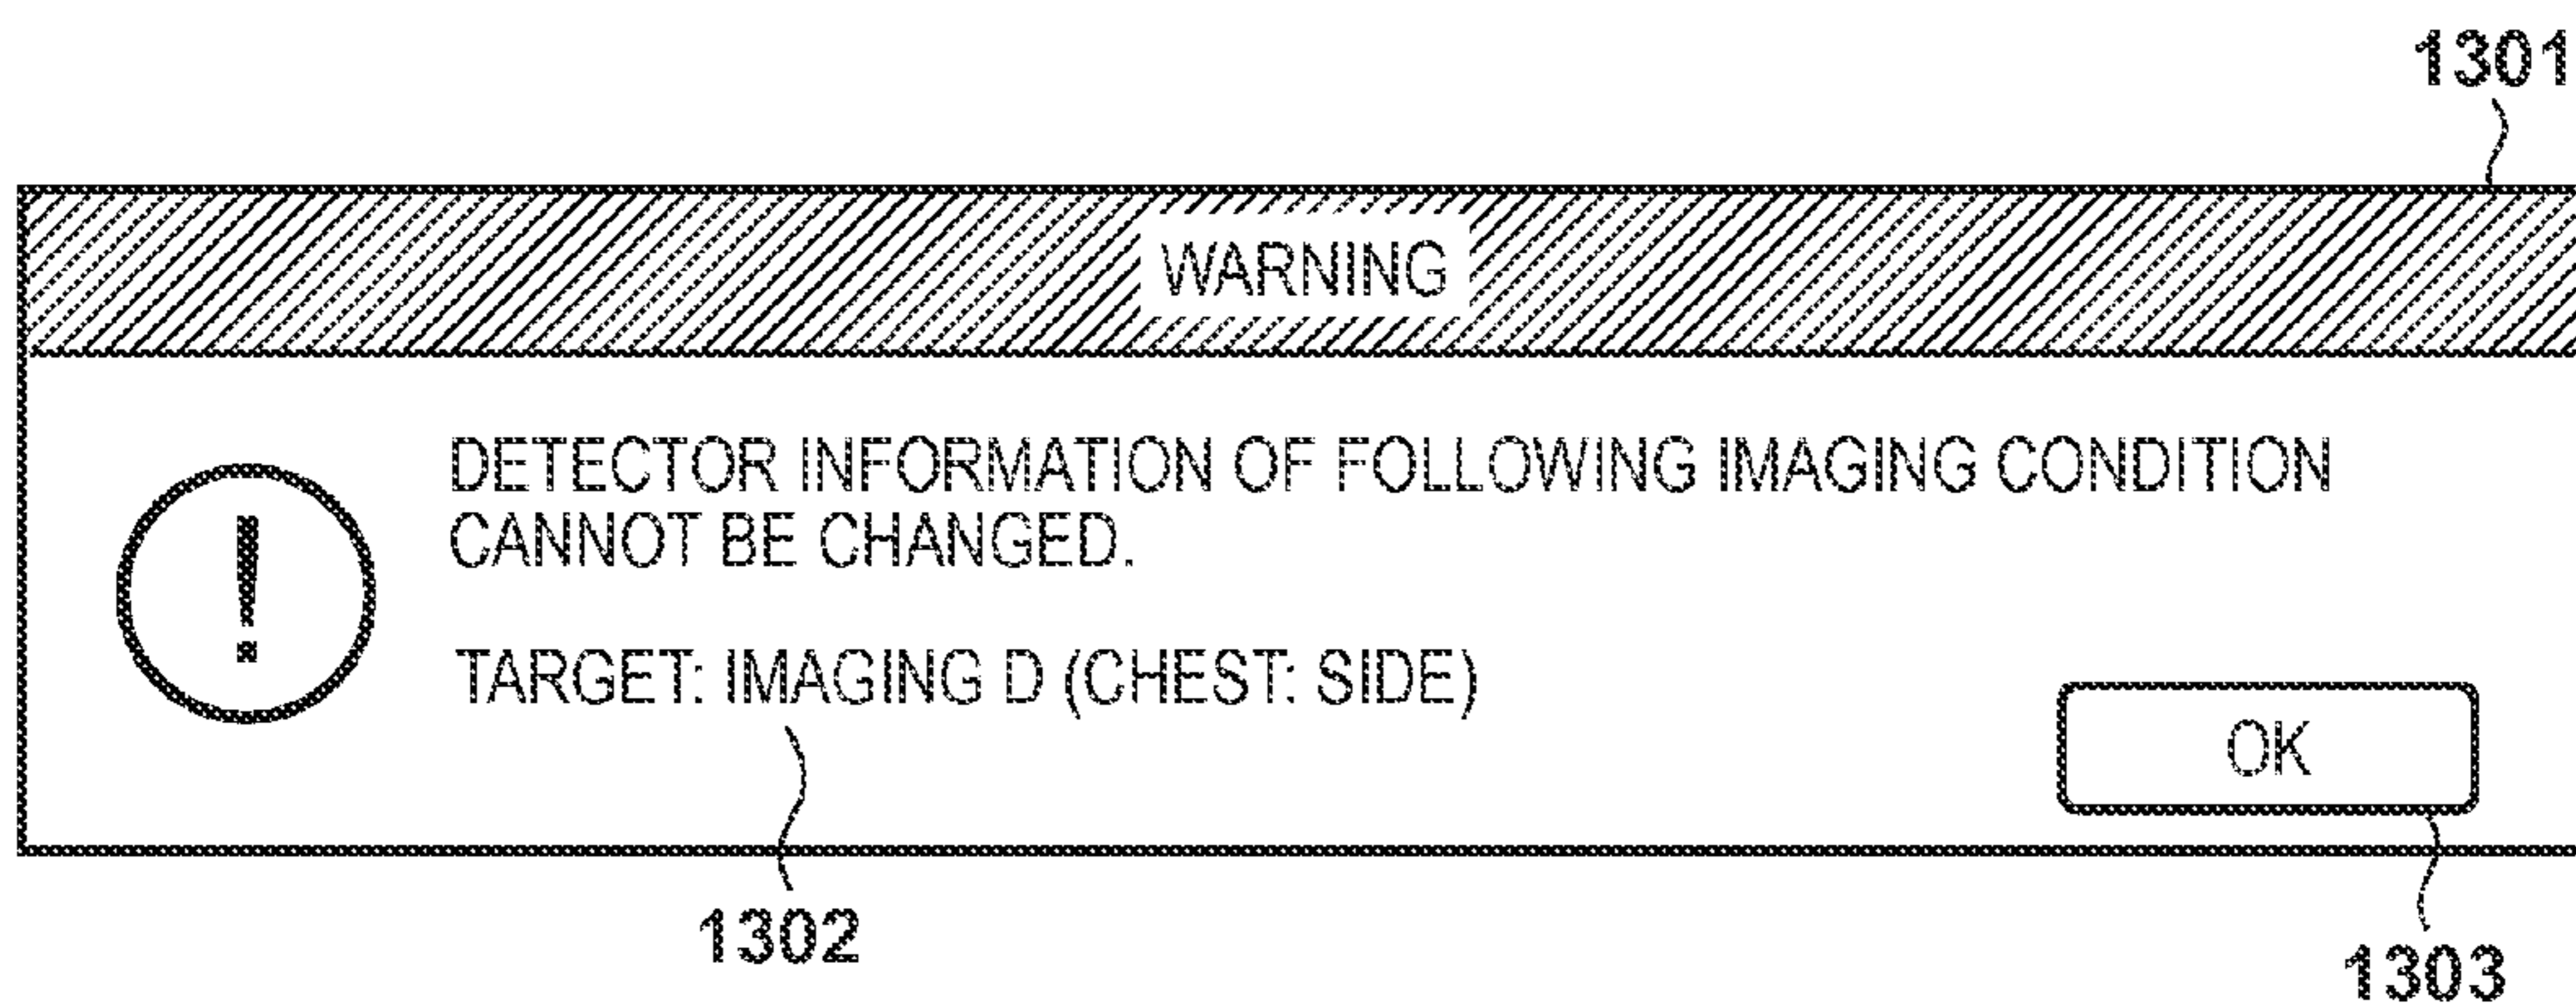 1301
WARNING
!
DETECTOR INFORMATION OF FOLLOWING IMAGING CONDITION
CANNOT BE CHANGED.
TARGET: IMAGING D (CHEST: SIDE)
OK
1302
1303